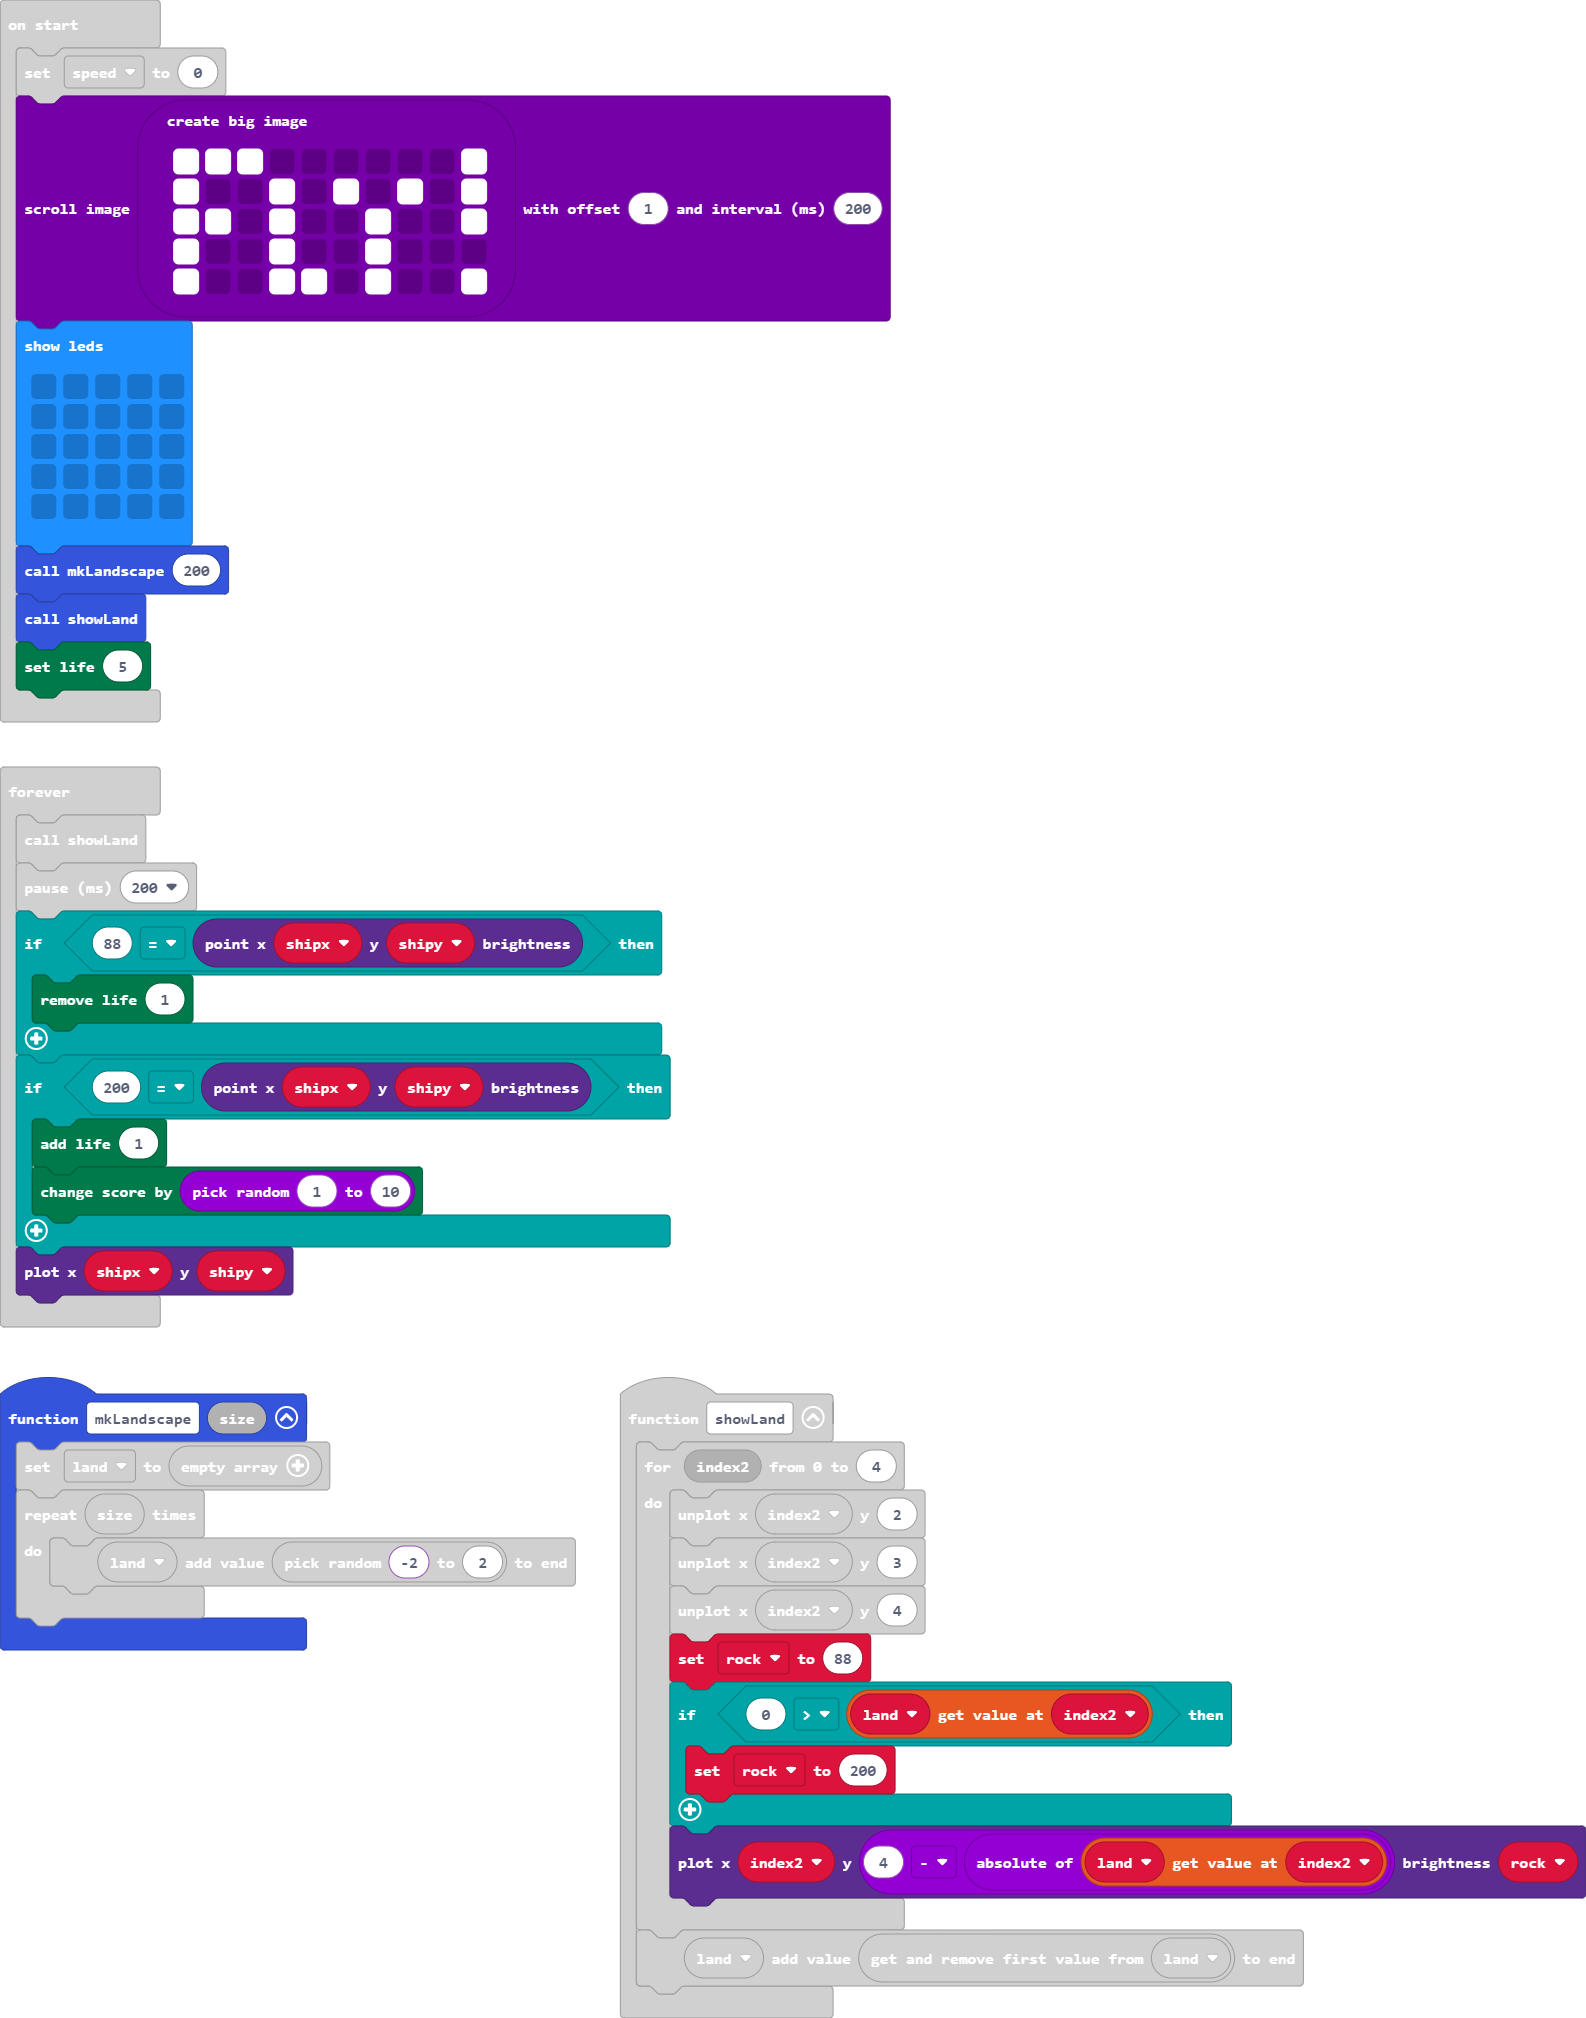 on start
set speed to 0
create big image
scroll image with offset 1 and interval (ms) 200
show leds
call mkLandscape 200
call showLand
set life 5
forever
call showLand
pause (ms) 200
if 88 = point x shipx y shipy brightness then
remove life 1
if 200 = point x shipx y shipy brightness then
add life 1
change score by pick random 1 to 10
plot x shipx y shipy
function mkLandscape size
set land to empty array
repeat size times
do land add value pick random -2 to 2 to end
function showLand
for index2 from 0 to 4
do
unplot x index2 y 2
unplot x index2 y 3
unplot x index2 y 4
set rock to 88
if 0 > land get value at index2 then
set rock to 200
plot x index2 y 4 - absolute of land get value at index2 brightness rock
land add value get and remove first value from land to end